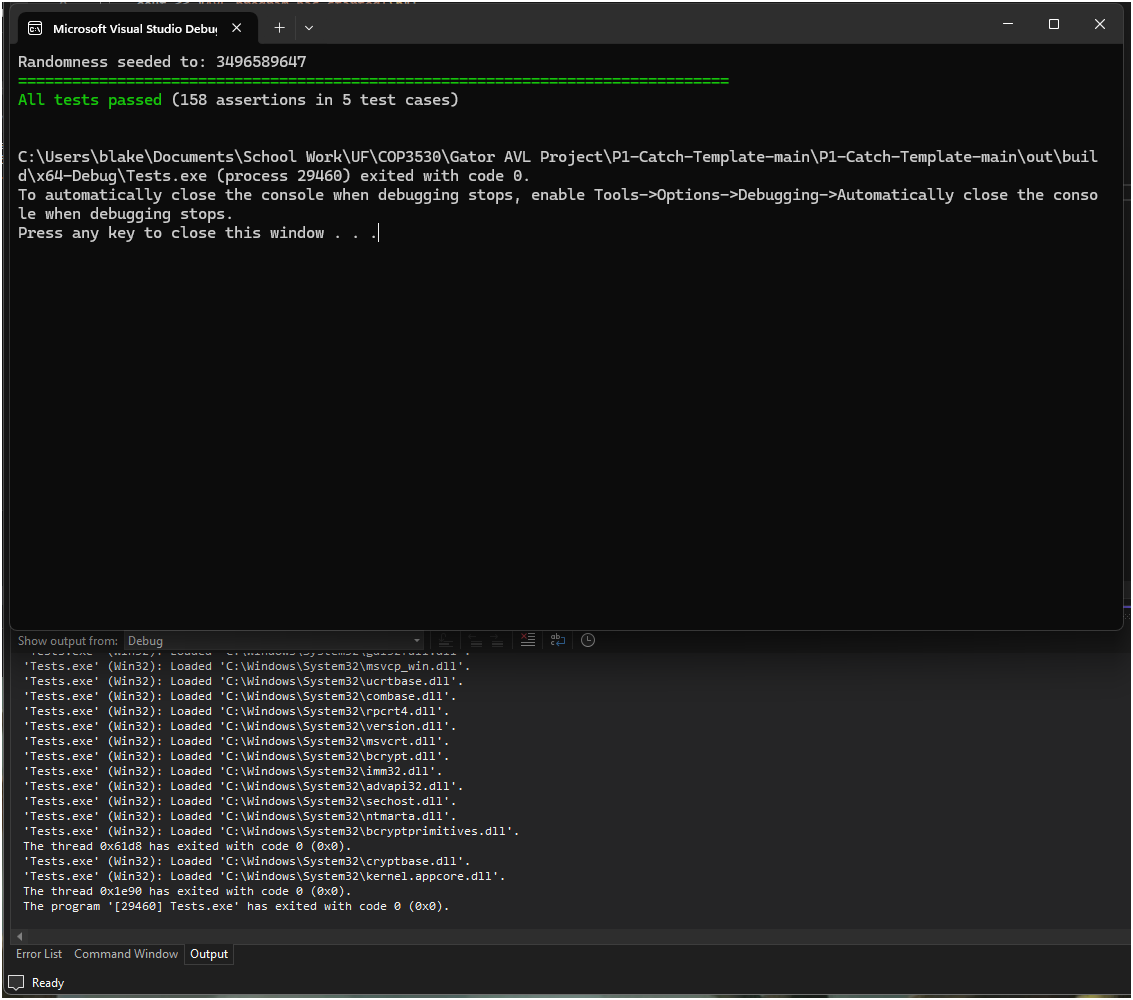 Microsoft Visual Studio Debug
Randomness seeded to: 3496589647
===============================================================================
All tests passed (158 assertions in 5 test cases)
C:\Users\blake\Documents\School Work\UF\COP3530\Gator AVL Project\P1-Catch-Template-main\P1-Catch-Template-main\out\buil
d\x64-Debug\Tests.exe (process 29460) exited with code 0.
To automatically close the console when debugging stops, enable Tools->Options->Debugging->Automatically close the conso
le when debugging stops.
Press any key to close this window . . .
Show output from: Debug
'Tests.exe' (Win32): Loaded 'C:\Windows\System32\msvcp_win.dll'.
'Tests.exe' (Win32): Loaded 'C:\Windows\System32\ucrtbase.dll'.
'Tests.exe' (Win32): Loaded 'C:\Windows\System32\combase.dll'.
'Tests.exe' (Win32): Loaded 'C:\Windows\System32\rpcrt4.dll'.
'Tests.exe' (Win32): Loaded 'C:\Windows\System32\version.dll'.
'Tests.exe' (Win32): Loaded 'C:\Windows\System32\msvcrt.dll'.
'Tests.exe' (Win32): Loaded 'C:\Windows\System32\bcrypt.dll'.
'Tests.exe' (Win32): Loaded 'C:\Windows\System32\imm32.dll'.
'Tests.exe' (Win32): Loaded 'C:\Windows\System32\advapi32.dll'.
'Tests.exe' (Win32): Loaded 'C:\Windows\System32\sechost.dll'.
'Tests.exe' (Win32): Loaded 'C:\Windows\System32\ntmarta.dll'.
'Tests.exe' (Win32): Loaded 'C:\Windows\System32\bcryptprimitives.dll'.
The thread 0x61d8 has exited with code 0 (0x0).
'Tests.exe' (Win32): Loaded 'C:\Windows\System32\cryptbase.dll'.
'Tests.exe' (Win32): Loaded 'C:\Windows\System32\kernel.appcore.dll'.
The thread 0x1e90 has exited with code 0 (0x0).
The program '[29460] Tests.exe' has exited with code 0 (0x0).
Error List Command Window Output
Ready